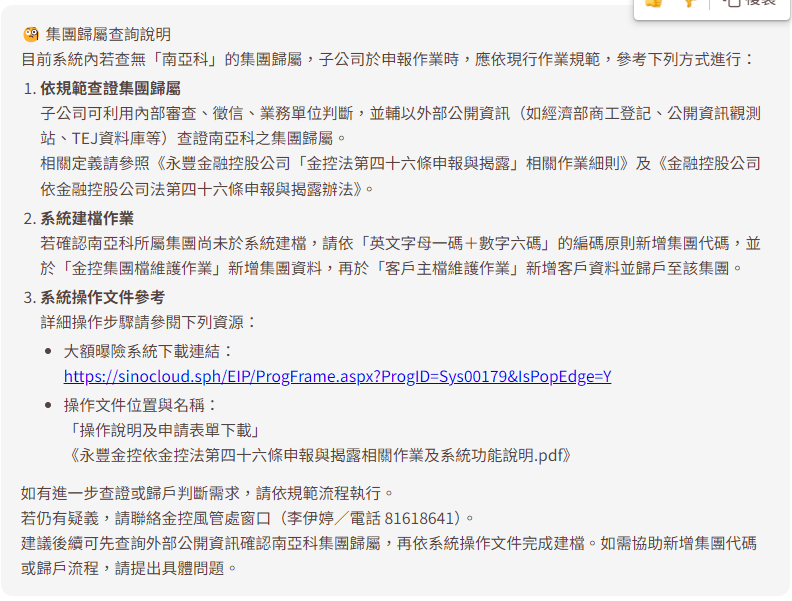 複製
🧐 集團歸屬查詢說明
目前系統內若查無「南亞科」的集團歸屬，子公司於申報作業時，應依現行作業規範，參考下列方式進行：
1. 依規範查證集團歸屬
子公司可利用內部審查、徵信、業務單位判斷，並輔以外部公開資訊（如經濟部商工登記、公開資訊觀測
站、TEJ資料庫等）查證南亞科之集團歸屬。
相關定義請參照《永豐金融控股公司「金控法第四十六條申報與揭露」相關作業細則》及《金融控股公司
依金融控股公司法第四十六條申報與揭露辦法》。
2. 系統建檔作業
若確認南亞科所屬集團尚未於系統建檔，請依「英文字母一碼＋數字六碼」的編碼原則新增集團代碼，並
於「金控集團檔維護作業」新增集團資料，再於「客戶主檔維護作業」新增客戶資料並歸戶至該集團。
3. 系統操作文件參考
詳細操作步驟請參閱下列資源：
• 大額曝險系統下載連結：
https://sinocloud.sph/EIP/ProgFrame.aspx?ProgID=Sys00179&IsPopEdge=Y
• 操作文件位置與名稱：
「操作說明及申請表單下載」
《永豐金控依金控法第四十六條申報與揭露相關作業及系統功能說明.pdf》
如有進一步查證或歸戶判斷需求，請依規範流程執行。
若仍有疑義，請聯絡金控風管處窗口（李伊婷／電話 81618641）。
建議後續可先查詢外部公開資訊確認南亞科集團歸屬，再依系統操作文件完成建檔。如需協助新增集團代碼
或歸戶流程，請提出具體問題。